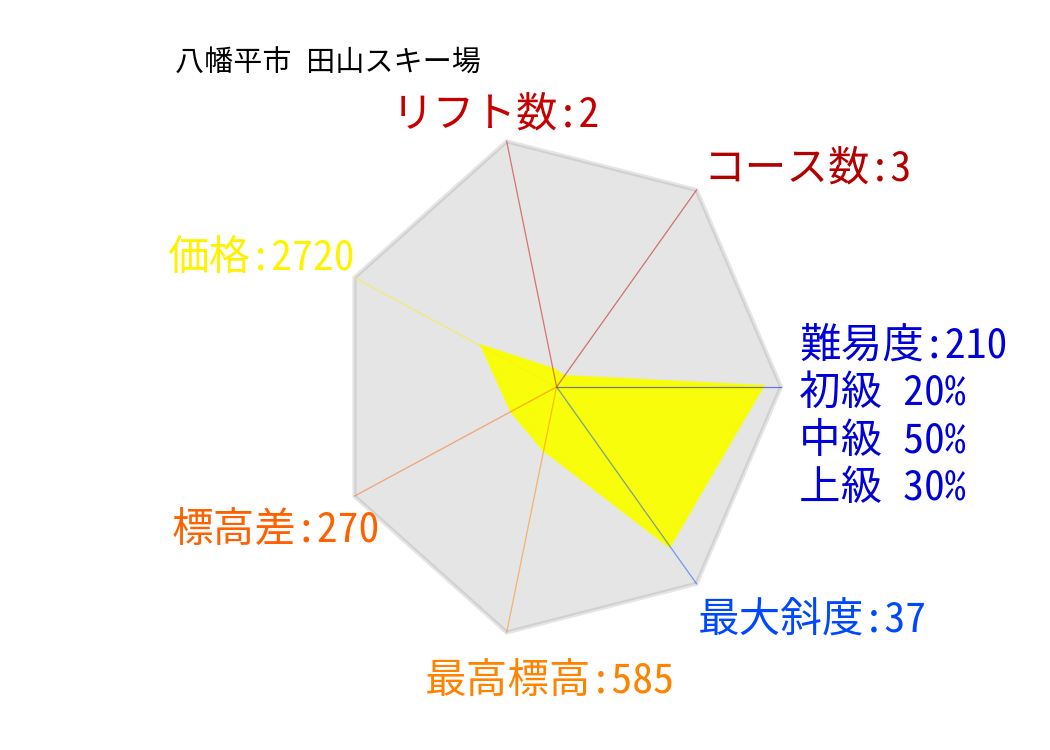 八幡平市 田山スキー場
リフト数:2
コース数:3
価格:2720
難易度:210
初級 20%
中級 50%
上級 30%
標高差:270
最大斜度:37
最高標高:585